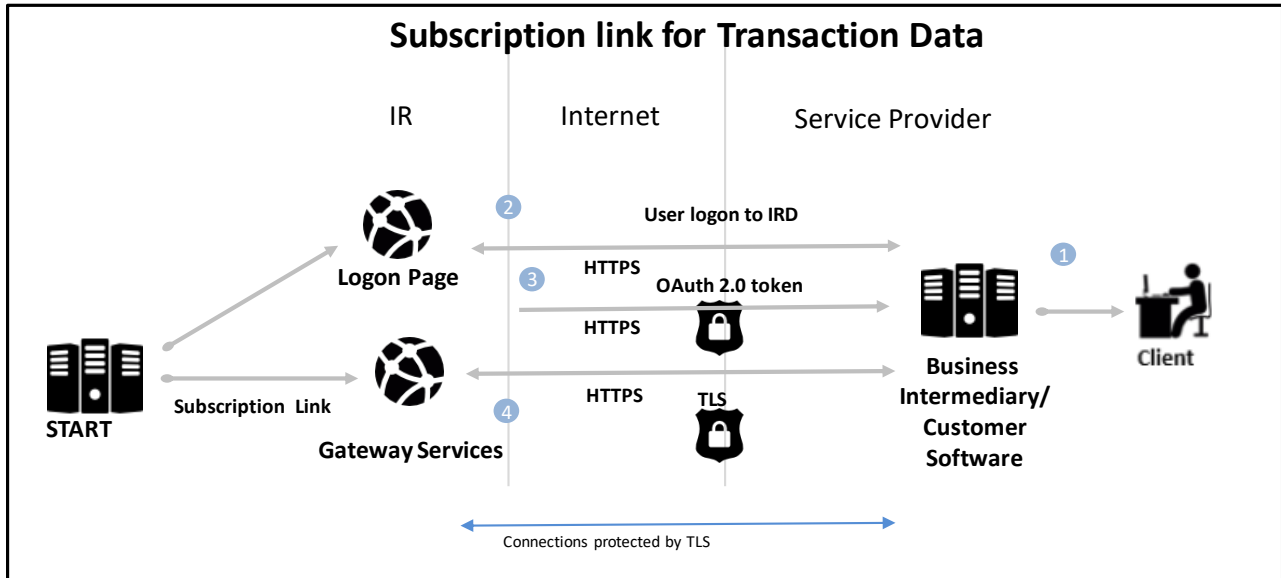 Subscription link for Transaction Data
IR
Internet
Service Provider
2
User logon to IRD
1
HTTPS
Logon Page
3
OAuth 2.0 token
HTTPS
Client
START
Subscription Link
HTTPS
TLS
4
Gateway Services
Business
Intermediary/
Customer
Software
Connections protected by TLS